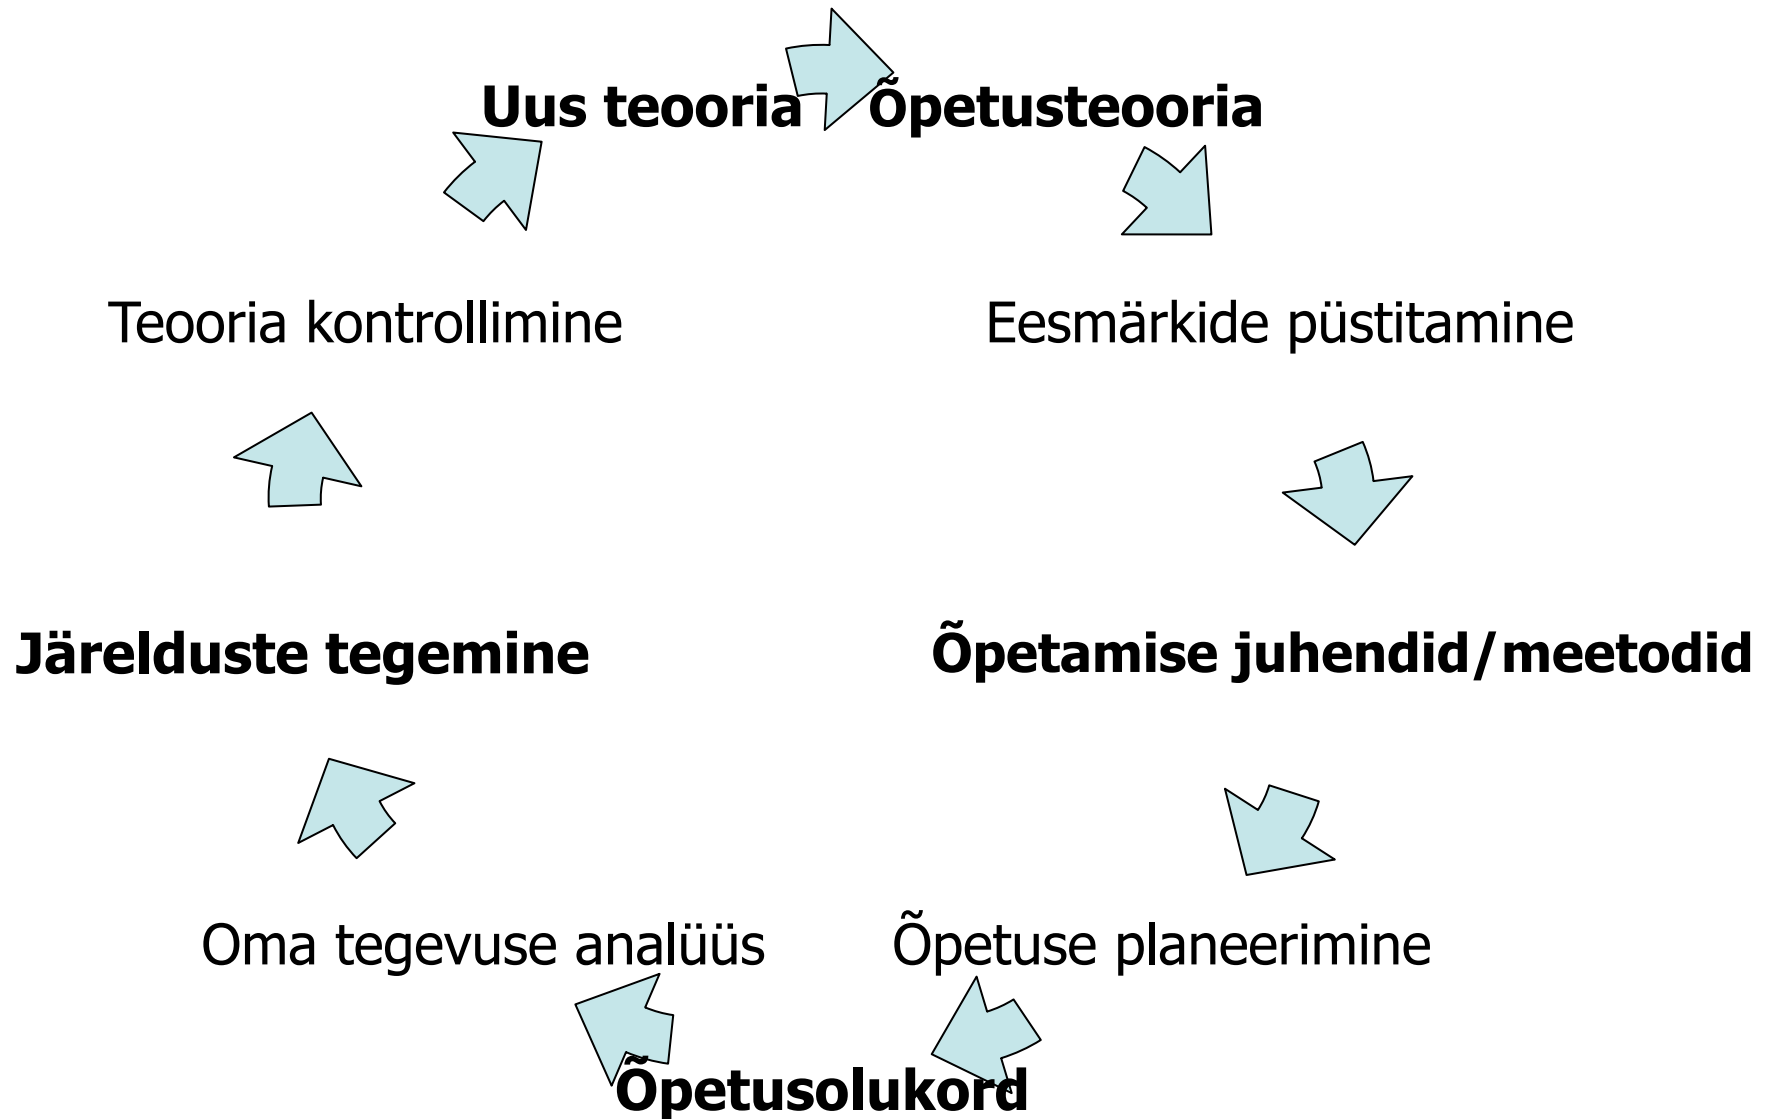 Uus teooria
Õpetusteooria
Teooria kontrollimine
Eesmärkide püstitamine
Järelduste tegemine
Õpetamise juhendid/meetodid
Oma tegevuse analüüs
Õpetuse planeerimine
Õpetusolukord